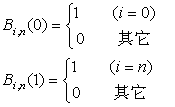 B_{i,n}(0) = { 1 (i = 0)
0 其它
B_{i,n}(1) = { 1 (i = n)
0 其它